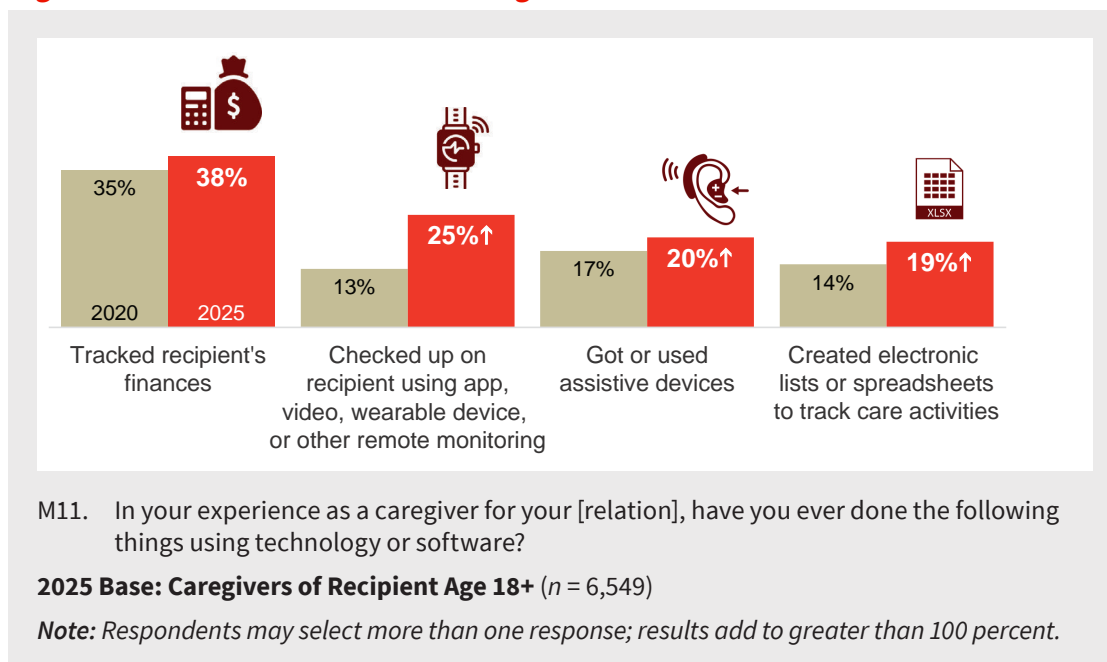 $
XLSX
35%
38%
13%
25%↑
17%
20%↑
14%
19%↑
2020
2025
Tracked recipient's
finances
Checked up on
recipient using app,
video, wearable device,
or other remote monitoring
Got or used
assistive devices
Created electronic
lists or spreadsheets
to track care activities
M11. In your experience as a caregiver for your [relation], have you ever done the following
things using technology or software?
2025 Base: Caregivers of Recipient Age 18+ (n = 6,549)
Note: Respondents may select more than one response; results add to greater than 100 percent.